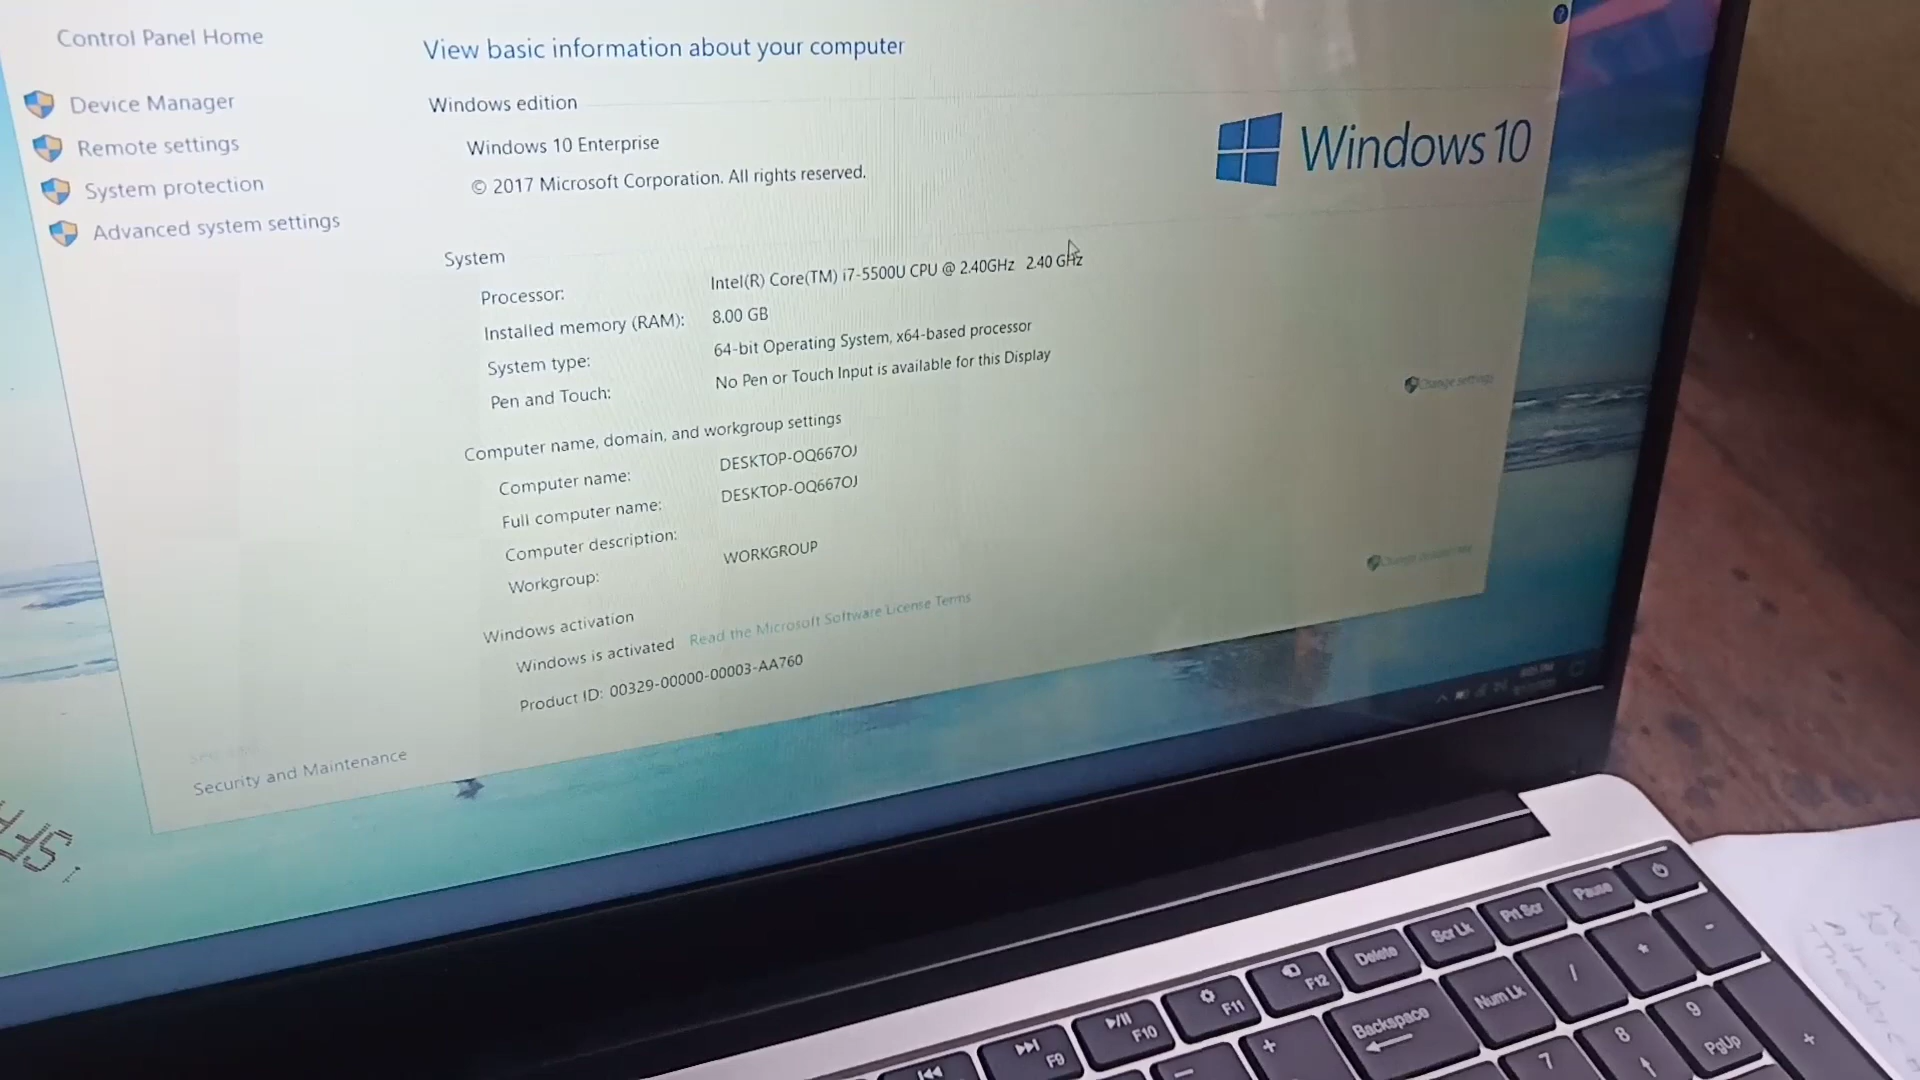 Control Panel Home
Device Manager
Remote settings
System protection
Advanced system settings
View basic information about your computer
Windows edition
Windows 10 Enterprise
© 2017 Microsoft Corporation. All rights reserved.
Windows 10
System
Processor: Intel(R) Core(TM) i7-5500U CPU @ 2.40GHz 2.40 GHz
Installed memory (RAM): 8.00 GB
System type: 64-bit Operating System, x64-based processor
Pen and Touch: No Pen or Touch Input is available for this Display
Change settings
Computer name, domain, and workgroup settings
Computer name: DESKTOP-OQ667OJ
Full computer name: DESKTOP-OQ667OJ
Computer description:
Workgroup: WORKGROUP
Windows activation
Windows is activated Read the Microsoft Software License Terms
Product ID: 00329-00000-00003-AA760
Security and Maintenance
F9
F10
F11
F12
Delete
Scr Lk
Prt Scr
Pause
+
Backspace
Num Lk
/
*
-
7
8
9
PgUp
+